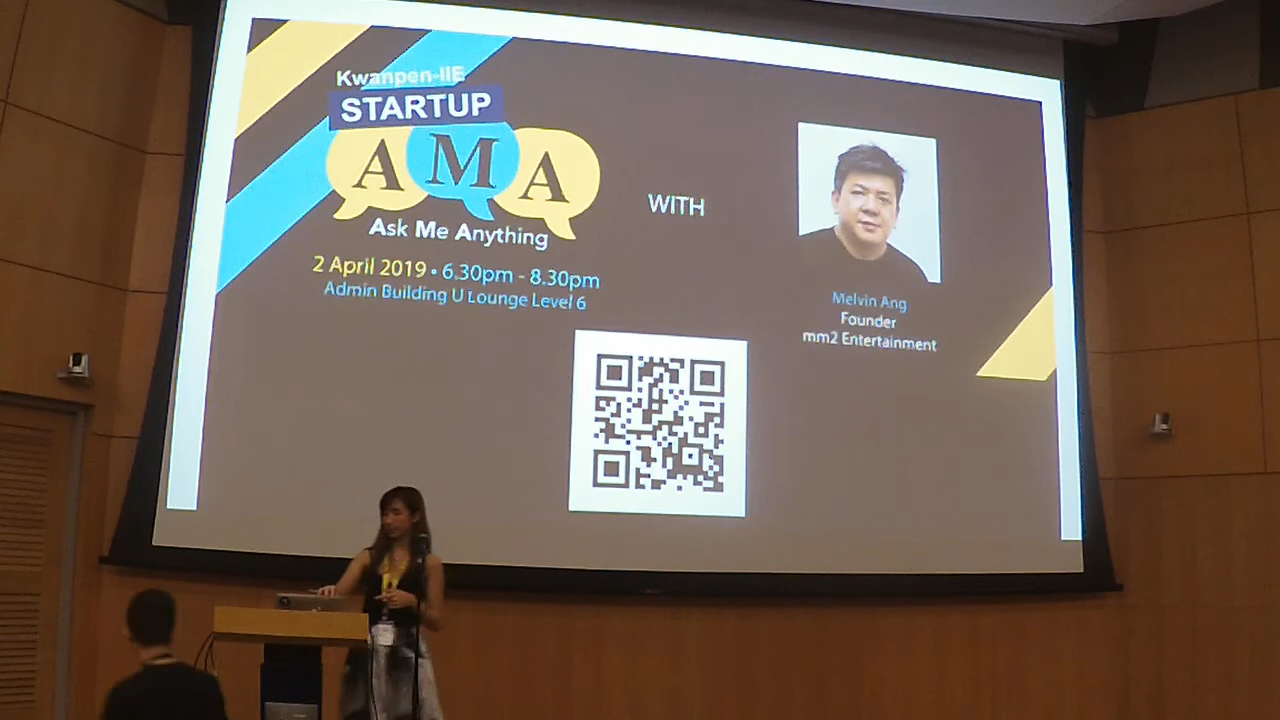 Kwanpen-IIE
STARTUP
AMA
Ask Me Anything
2 April 2019 • 6.30pm - 8.30pm
Admin Building U Lounge Level 6
WITH
Melvin Ang
Founder
mm2 Entertainment